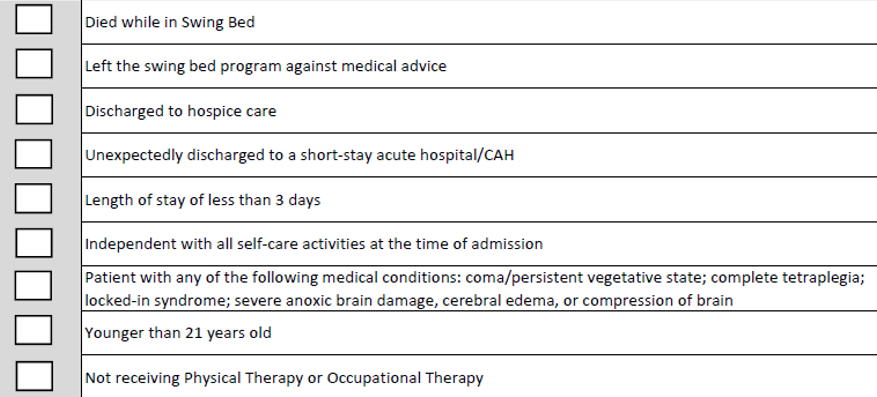 Died while in Swing Bed
Left the swing bed program against medical advice
Discharged to hospice care
Unexpectedly discharged to a short-stay acute hospital/CAH
Length of stay of less than 3 days
Independent with all self-care activities at the time of admission
Patient with any of the following medical conditions: coma/persistent vegetative state; complete tetraplegia;
locked-in syndrome; severe anoxic brain damage, cerebral edema, or compression of brain
Younger than 21 years old
Not receiving Physical Therapy or Occupational Therapy